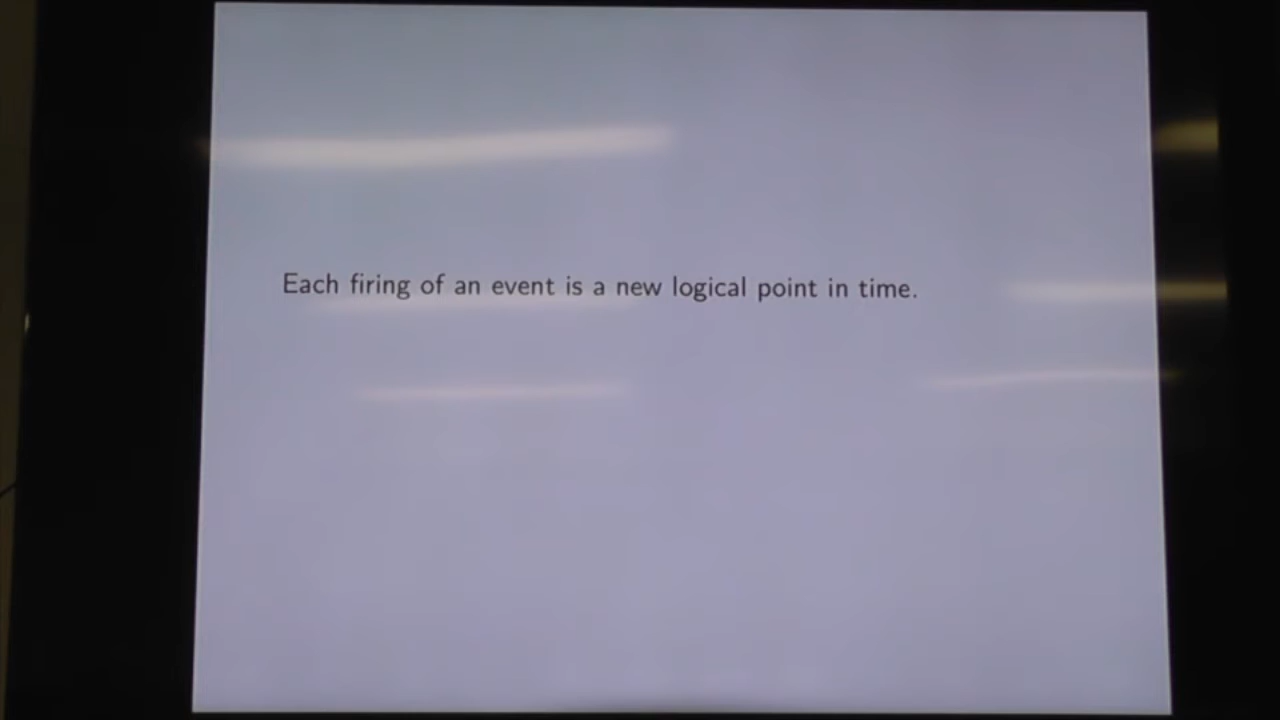 Each firing of an event is a new logical point in time.